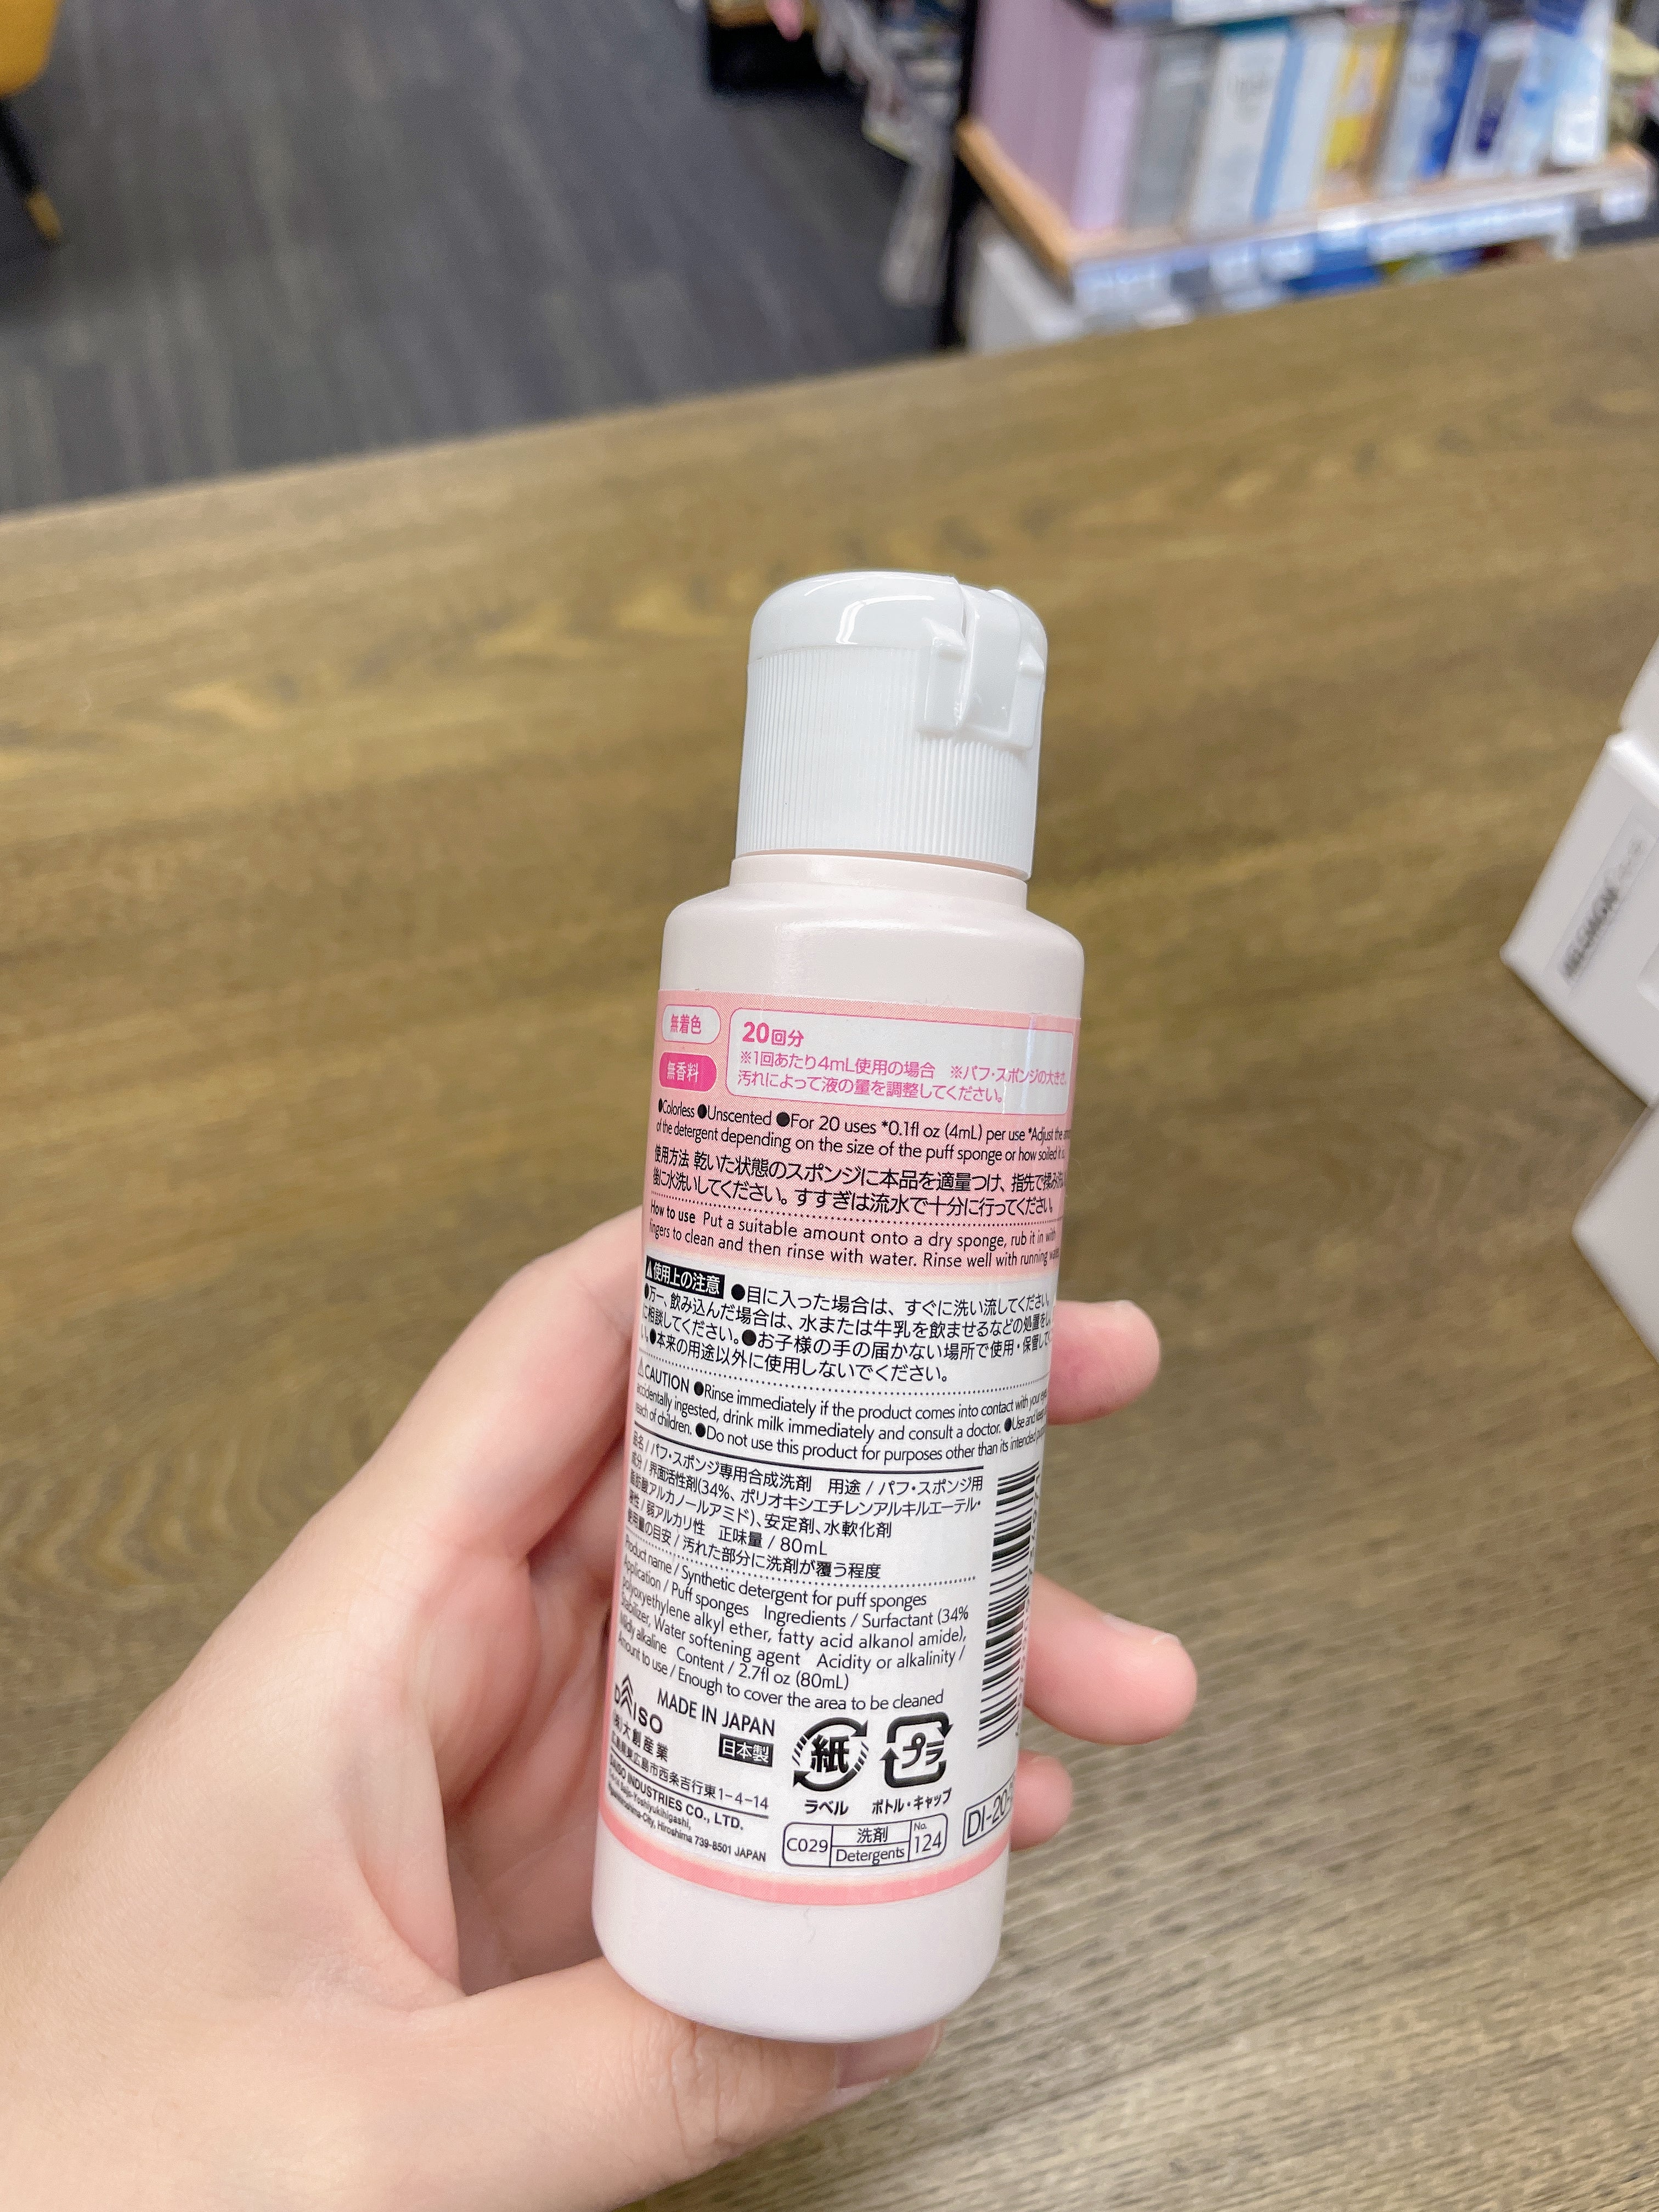 無着色
無香料
20回分
※1回あたり4mL使用の場合 ※パフ・スポンジの大きさ、
汚れによって液の量を調整してください。
●Colorless ●Unscented ●For 20 uses *0.1fl oz (4mL) per use *Adjust the
of the detergent depending on the size of the puff sponge or how soiled it
使用方法 乾いた状態のスポンジに本品を適量つけ、指先で揉み洗い
後に水洗いしてください。すすぎは流水で十分に行ってください。
How to use Put a suitable amount onto a dry sponge, rub it in with
fingers to clean and then rinse with water. Rinse well with running
⚠使用上の注意 ●目に入った場合は、すぐに洗い流してください。
●万一、飲み込んだ場合は、水または牛乳を飲ませるなどの処置を
に相談してください。●お子様の手の届かない場所で使用・保管して
い。●本来の用途以外に使用しないでください。
⚠CAUTION ●Rinse immediately if the product comes into contact with your
accidentally ingested, drink milk immediately and consult a doctor. ●Use and
reach of children. ●Do not use this product for purposes other than its intended
品名/パフ・スポンジ専用合成洗剤 用途/パフ・スポンジ用
成分/界面活性剤(34%、ポリオキシエチレンアルキルエーテル・
脂肪酸アルカノールアミド)、安定剤、水軟化剤
液性/弱アルカリ性 正味量/80mL
使用量の目安/汚れた部分に洗剤が覆う程度
Product name / Synthetic detergent for puff sponges
Application / Puff sponges Ingredients / Surfactant (34%
polyoxyethylene alkyl ether, fatty acid alkanol amide),
Stabilizer, Water softening agent Acidity or alkalinity /
Mildly alkaline Content / 2.7fl oz (80mL)
Amount to use / Enough to cover the area to be cleaned
DAISO
MADE IN JAPAN
日本製
(株)大創産業
広島県東広島市西条吉行東1-4-14
DAISO INDUSTRIES CO., LTD.
Saijo-Yoshiyukihigashi,
Higashihiroshima-City, Hiroshima 739-8501 JAPAN
紙
ラベル
プラ
ボトル・キャップ
C029
洗剤
Detergents
No.
124
DI-20